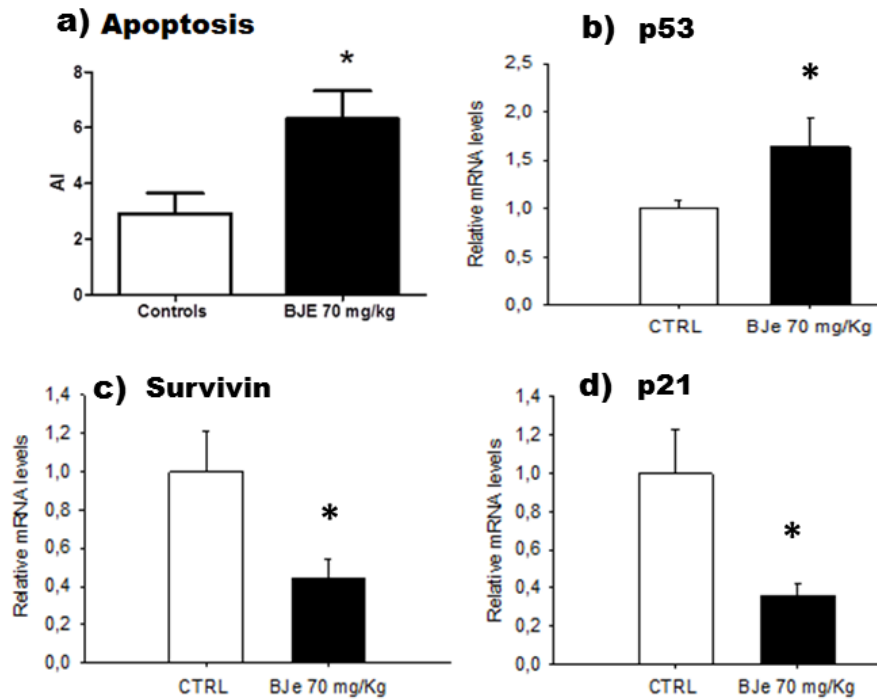 a) Apoptosis
*
8
6
4
2
0
AI
Controls BJE 70 mg/kg
b) p53
*
2,5
2,0
1,5
1,0
0,5
0,0
Relative mRNA levels
CTRL BJe 70 mg/Kg
c) Survivin
*
1,4
1,2
1,0
0,8
0,6
0,4
0,2
0,0
Relative mRNA levels
CTRL BJe 70 mg/Kg
d) p21
*
1,4
1,2
1,0
0,8
0,6
0,4
0,2
0,0
Relative mRNA levels
CTRL BJe 70 mg/Kg